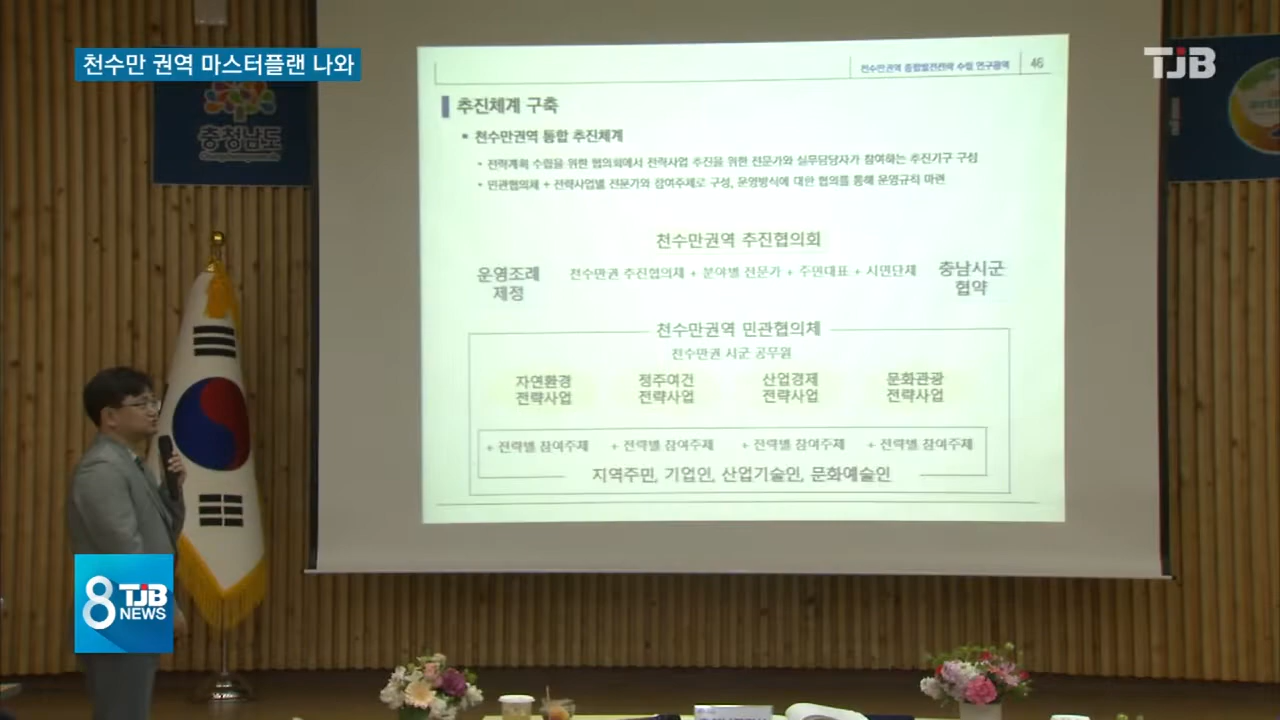 천수만 권역 마스터플랜 나와
TJB
충청남도
천수만권역 종합발전전략 수립 연구용역
46
추진체계 구축
• 천수만권역 통합 추진체계
• 전략계획 수립을 위한 협의회에서 전략사업 추진을 위한 전문가와 실무담당자가 참여하는 추진기구 구성
• 민관협의체 + 전략사업별 전문가와 참여주체로 구성, 운영방식에 대한 협의를 통해 운영규칙 마련
천수만권역 추진협의회
운영조례
제정
천수만권 추진협의체 + 분야별 전문가 + 주민대표 + 시민단체
충남시군
협약
천수만권역 민관협의체
천수만권 시군 공무원
자연환경
전략사업
정주여건
전략사업
산업경제
전략사업
문화관광
전략사업
+ 전략별 참여주체
+ 전략별 참여주체
+ 전략별 참여주체
+ 전략별 참여주체
지역주민, 기업인, 산업기술인, 문화예술인
8 TJB
NEWS